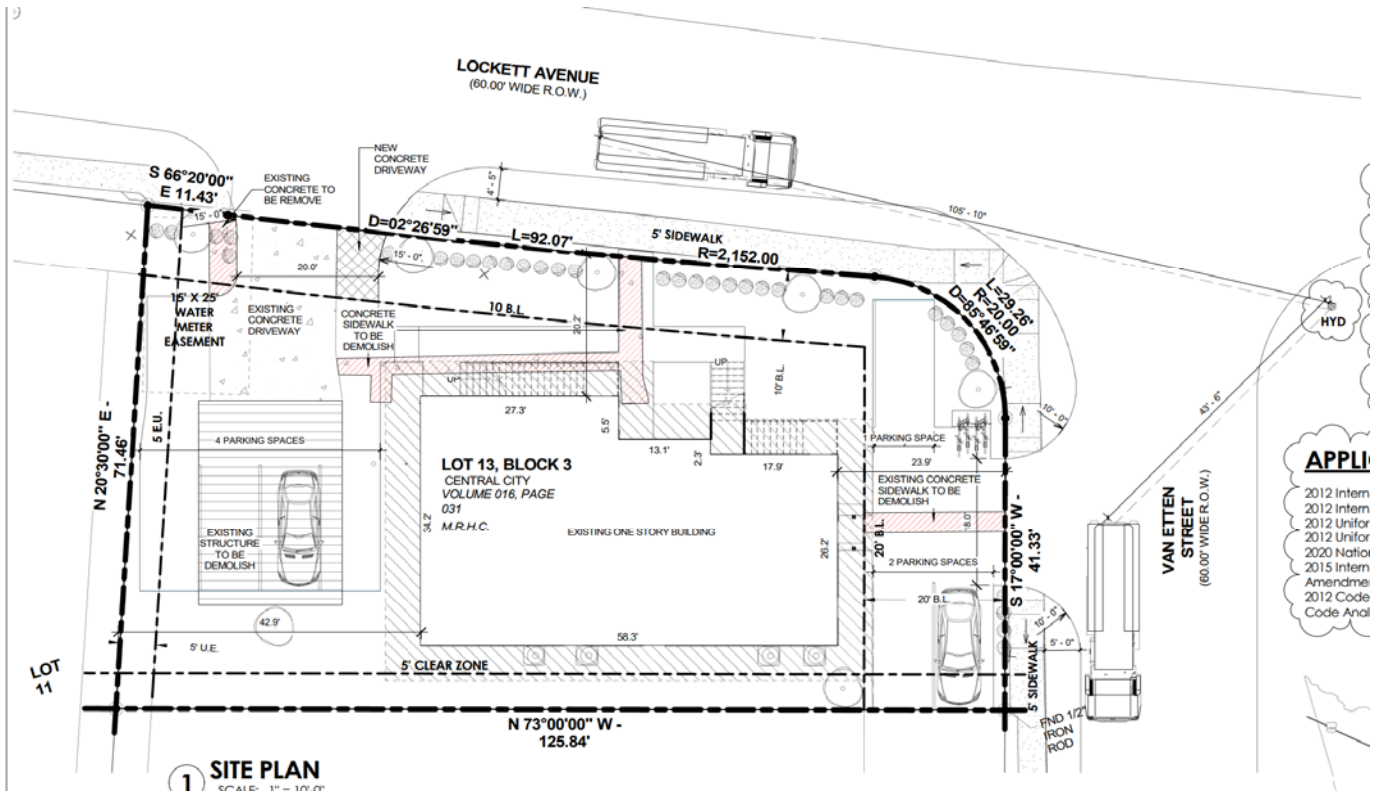 LOCKETT AVENUE
(60.00' WIDE R.O.W.)
NEW
CONCRETE
DRIVEWAY
S 66°20'00"
E 11.43'
EXISTING
CONCRETE TO
BE REMOVE
4' - 5"
105' - 10"
15' - 0"
D=02°26'59"
L=92.07'
5' SIDEWALK
R=2,152.00
15' - 0"
20.0'
L=29.26'
R=20.00
D=85°46'59"
HYD
15' X 25'
WATER
METER
EASEMENT
EXISTING
CONCRETE
DRIVEWAY
10 B.L.
CONCRETE
SIDEWALK
TO BE
DEMOLISH
20.2'
UP
UP
10' B.L.
43' - 6"
10' - 0"
N 20°30'00" E -
71.46'
5 E.U.
4 PARKING SPACES
27.3'
5.5'
13.1'
2.3'
17.9'
PARKING SPACE
23.9'
LOT 13, BLOCK 3
CENTRAL CITY
VOLUME 016, PAGE
031
M.R.H.C.
EXISTING CONCRETE
SIDEWALK TO BE
DEMOLISH
34.2'
EXISTING ONE STORY BUILDING
26.2'
20' B.L.
18.0'
S 17°00'00" W -
41.33'
VAN ETTEN
STREET
(60.00' WIDE R.O.W.)
EXISTING
STRUCTURE
TO BE
DEMOLISH
2 PARKING SPACES
20' B.L.
10' - 0"
5' - 0"
42.9'
58.3'
5' U.E.
5' CLEAR ZONE
LOT
11
5' SIDEWALK
FND 1/2"
IRON
ROD
N 73°00'00" W -
125.84'
1
SITE PLAN
SCALE: 1" = 10'-0"
APPLI
2012 Intern
2012 Intern
2012 Unifor
2012 Unifor
2020 Natio
2015 Intern
Amendme
2012 Code
Code Anal